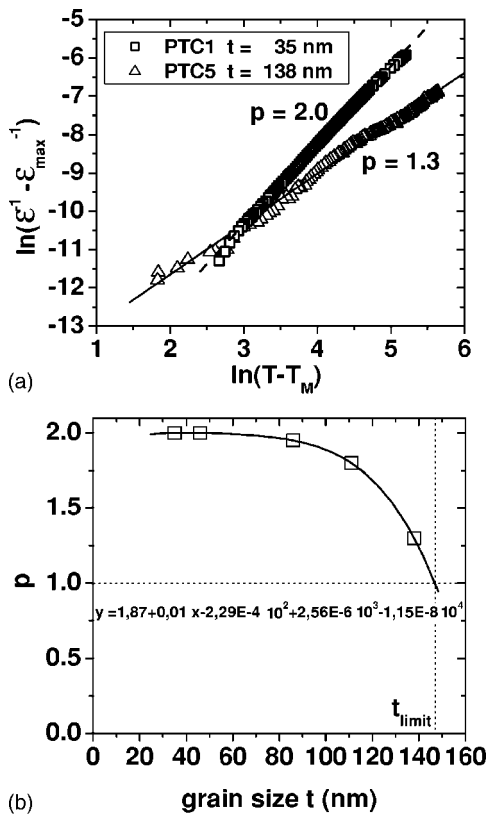 -5
-6
-7
-8
-9
-10
-11
-12
-13
PTC1 t = 35 nm
PTC5 t = 138 nm
p = 2.0
p = 1.3
ln(ε⁻¹-ε_max⁻¹)
1 2 3 4 5 6
(a)
ln(T-T_M)
2.0
1.5
1.0
0.5
0.0
p
y =1,87+0,01 x-2,29E-4 10²+2,56E-6 10³-1,15E-8 10⁴
t_limit
0 20 40 60 80 100 120 140 160
(b)
grain size t (nm)